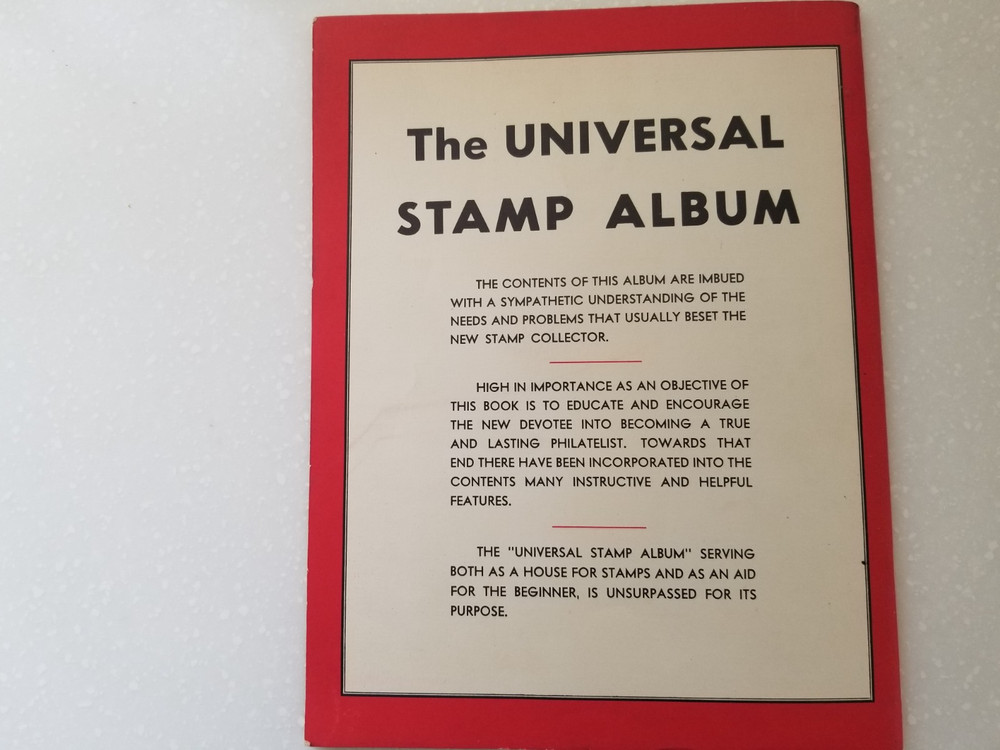 The UNIVERSAL
STAMP ALBUM
THE CONTENTS OF THIS ALBUM ARE IMBUED
WITH A SYMPATHETIC UNDERSTANDING OF THE
NEEDS AND PROBLEMS THAT USUALLY BESET THE
NEW STAMP COLLECTOR.
HIGH IN IMPORTANCE AS AN OBJECTIVE OF
THIS BOOK IS TO EDUCATE AND ENCOURAGE
THE NEW DEVOTEE INTO BECOMING A TRUE
AND LASTING PHILATELIST. TOWARDS THAT
END THERE HAVE BEEN INCORPORATED INTO THE
CONTENTS MANY INSTRUCTIVE AND HELPFUL
FEATURES.
THE "UNIVERSAL STAMP ALBUM" SERVING
BOTH AS A HOUSE FOR STAMPS AND AS AN AID
FOR THE BEGINNER, IS UNSURPASSED FOR ITS
PURPOSE.